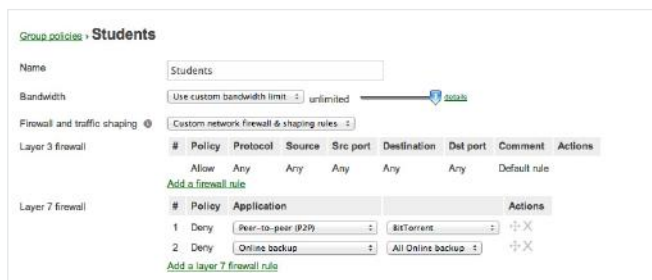 Group policies › Students
Name Students
Bandwidth Use custom bandwidth limit unlimited details
Firewall and traffic shaping Custom network firewall & shaping rules
Layer 3 firewall # Policy Protocol Source Src port Destination Dst port Comment Actions
Allow Any Any Any Any Any Default rule
Add a firewall rule
Layer 7 firewall # Policy Application Actions
1 Deny Peer-to-peer (P2P) BitTorrent
2 Deny Online backup All Online backup
Add a layer 7 firewall rule